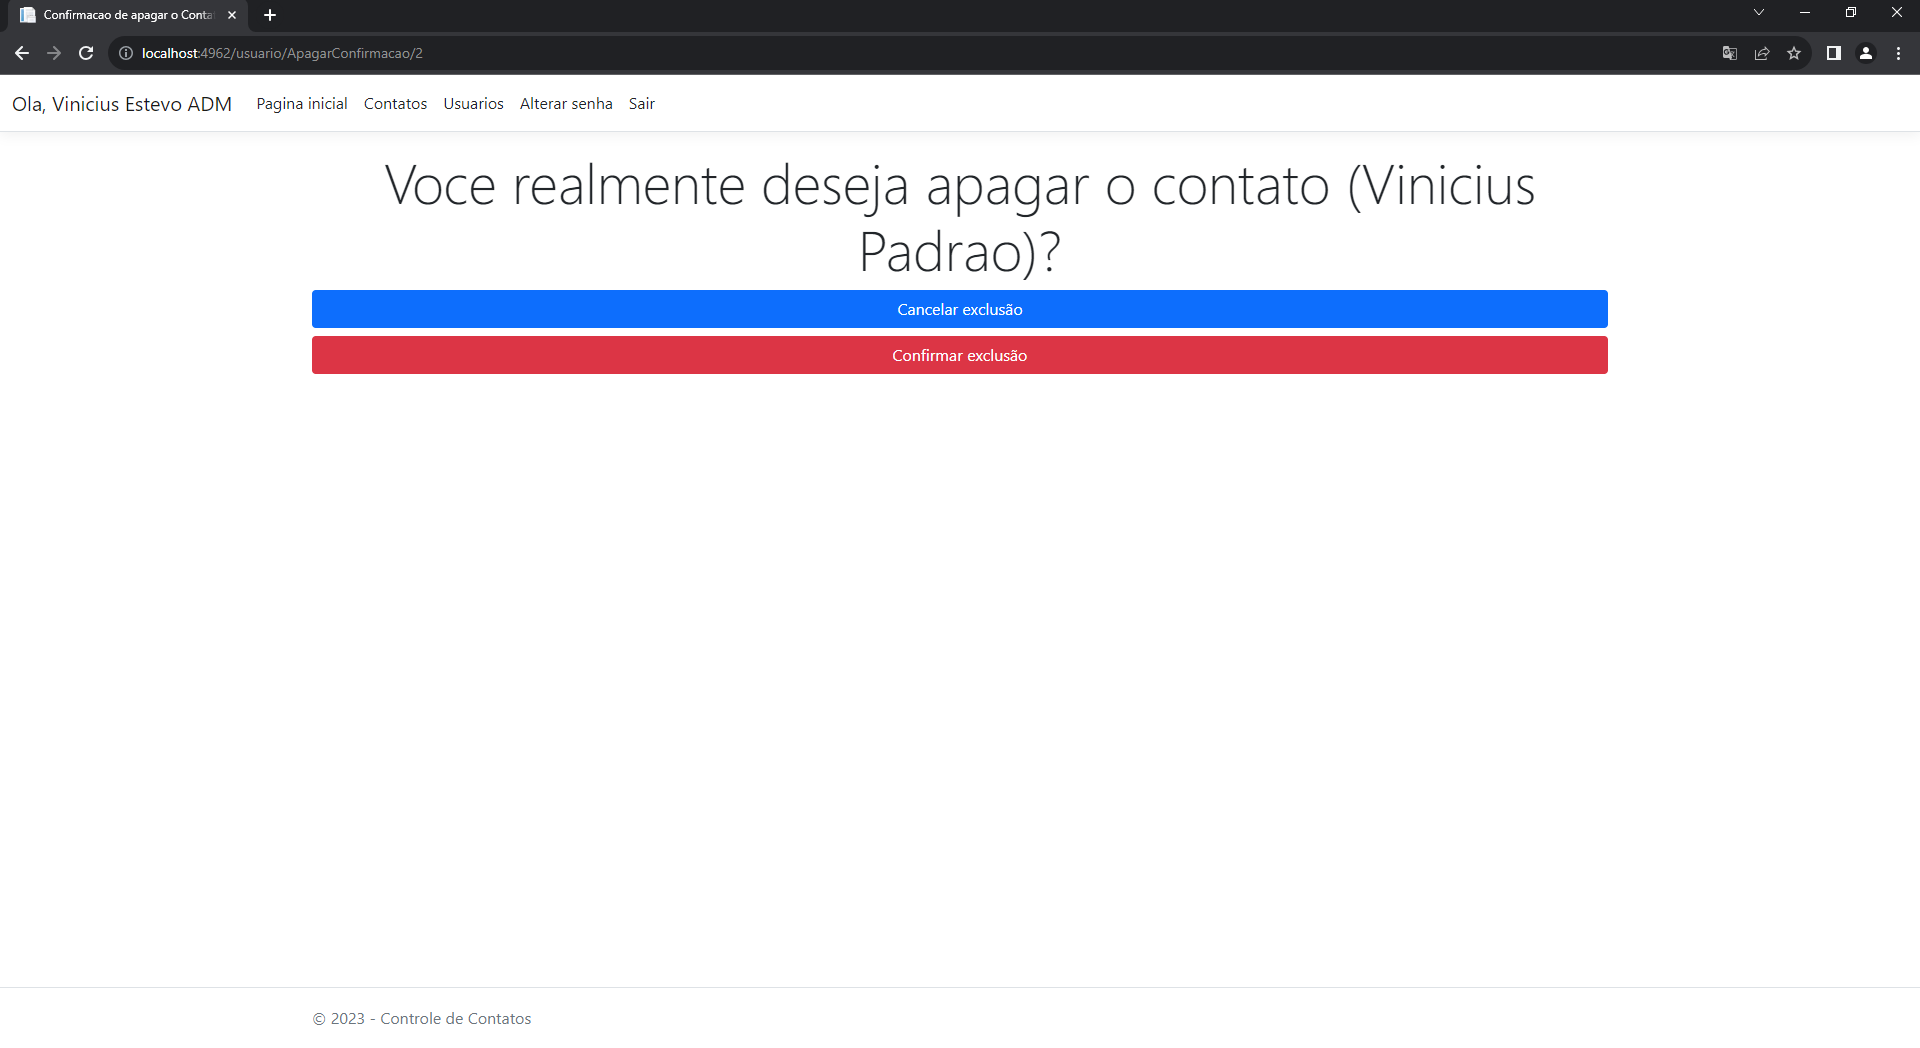 Confirmacao de apagar o Conta
localhost:4962/usuario/ApagarConfirmacao/2
Ola, Vinicius Estevo ADM Pagina inicial Contatos Usuarios Alterar senha Sair
Voce realmente deseja apagar o contato (Vinicius
Padrao)?
Cancelar exclusão
Confirmar exclusão
© 2023 - Controle de Contatos